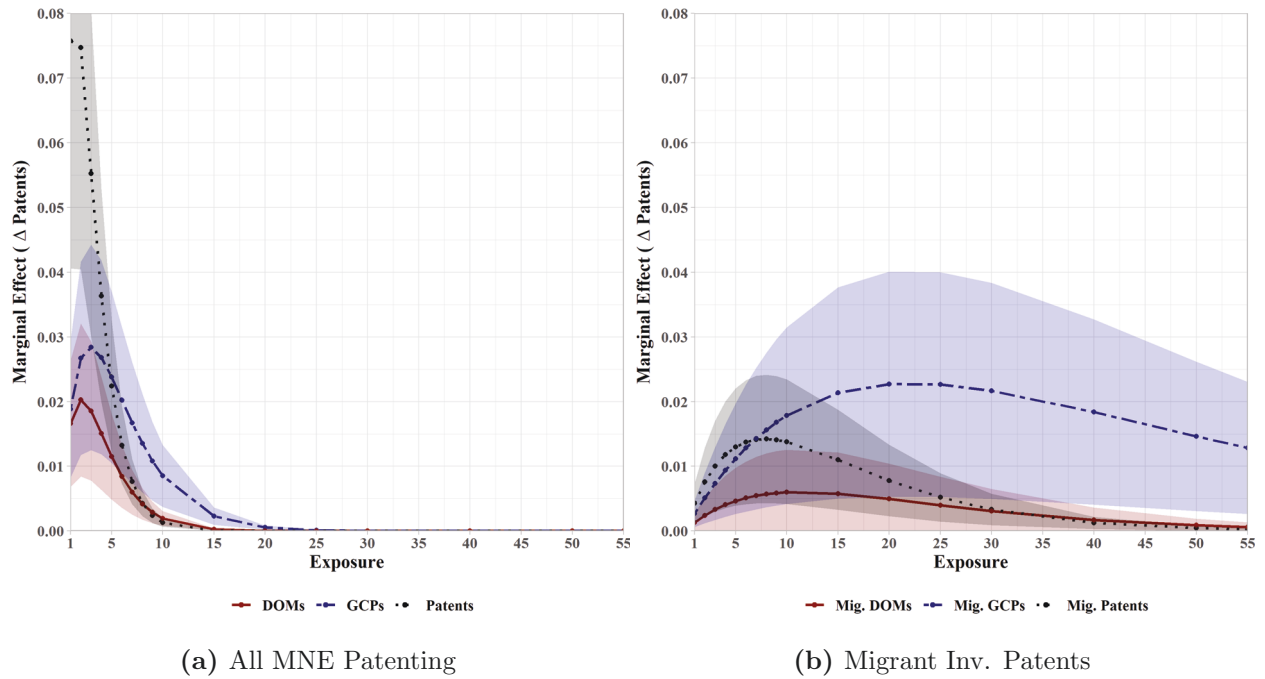 0.08
0.07
0.06
0.05
0.04
0.03
0.02
0.01
0.00
Marginal Effect ( Δ Patents)
1 5 10 15 20 25 30 35 40 45 50 55
Exposure
DOMs GCPs Patents
(a) All MNE Patenting
0.08
0.07
0.06
0.05
0.04
0.03
0.02
0.01
0.00
Marginal Effect ( Δ Patents)
1 5 10 15 20 25 30 35 40 45 50 55
Exposure
Mig. DOMs Mig. GCPs Mig. Patents
(b) Migrant Inv. Patents